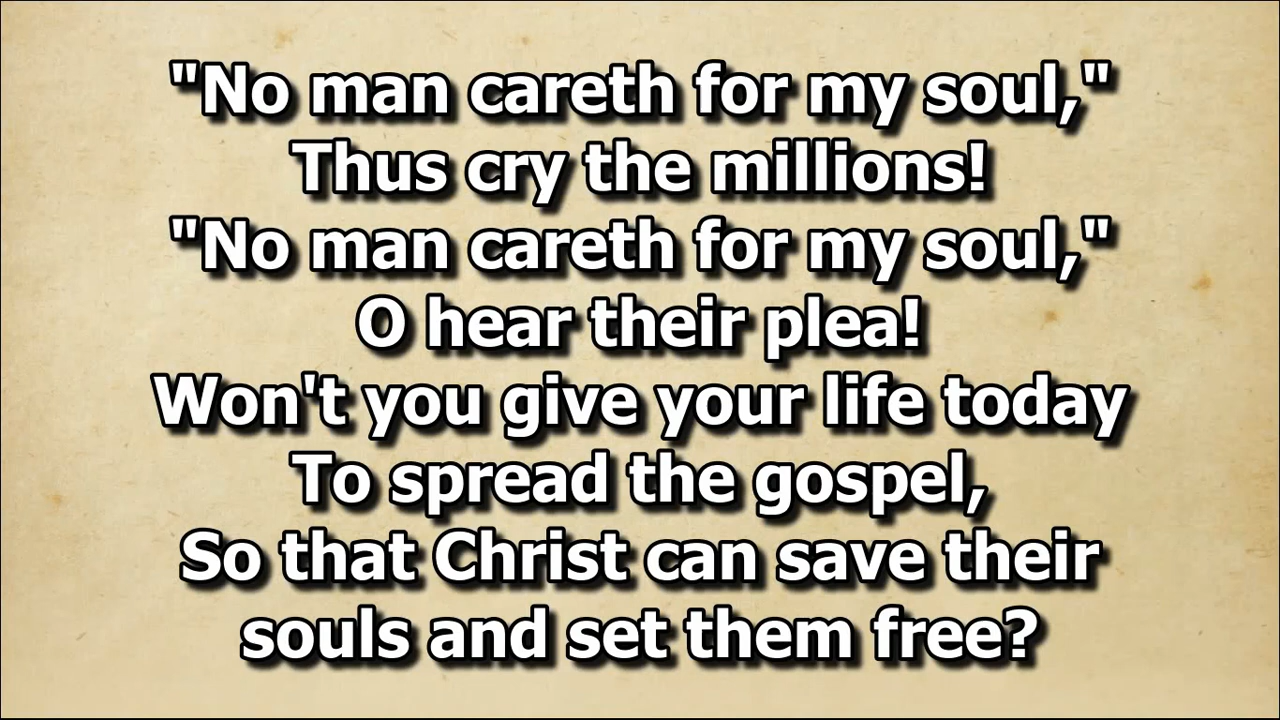 "No man careth for my soul,"
Thus cry the millions!
"No man careth for my soul,"
O hear their plea!
Won't you give your life today
To spread the gospel,
So that Christ can save their
souls and set them free?